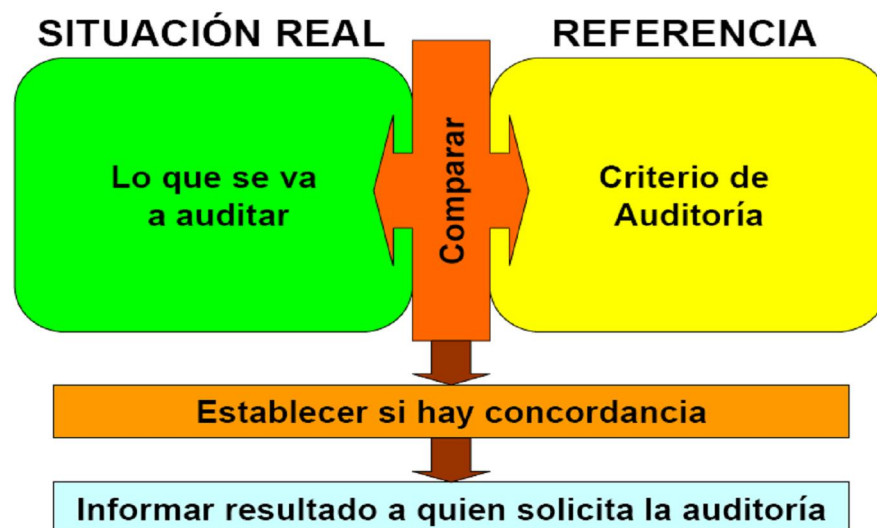 SITUACIÓN REAL
REFERENCIA
Lo que se va
a auditar
Comparar
Criterio de
Auditoría
Establecer si hay concordancia
Informar resultado a quien solicita la auditoría